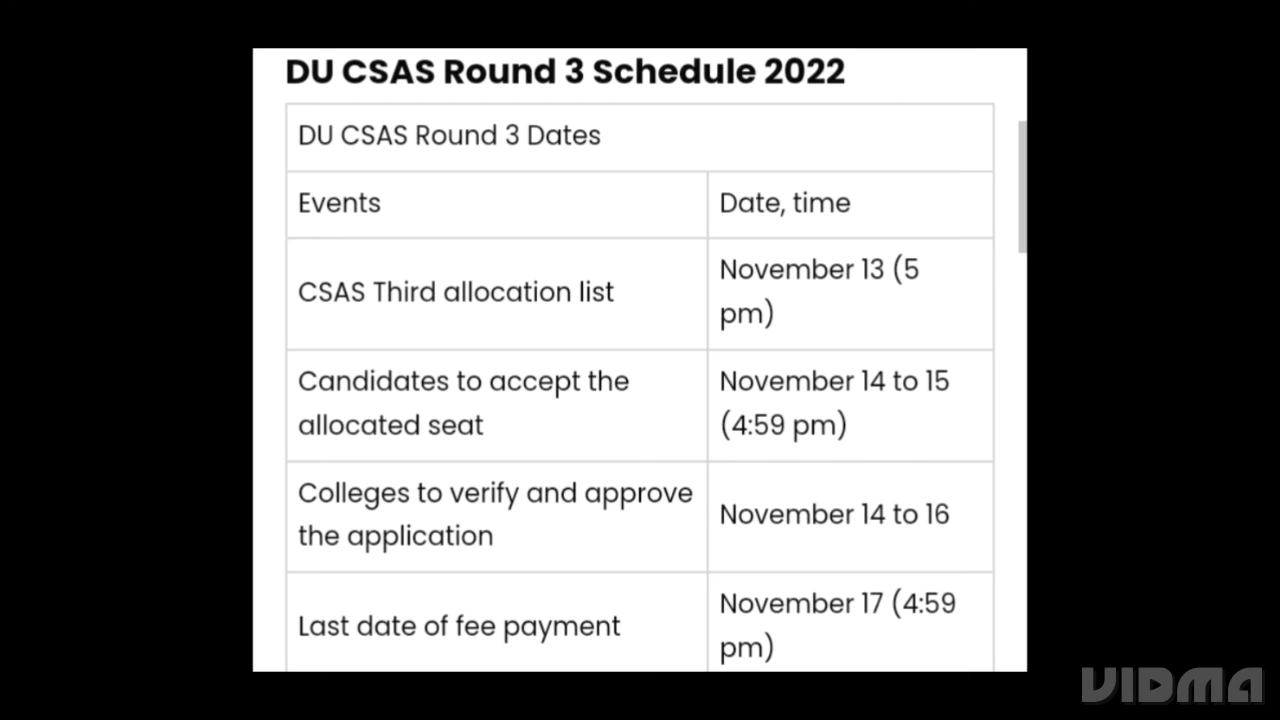 DU CSAS Round 3 Schedule 2022
DU CSAS Round 3 Dates
Events
Date, time
CSAS Third allocation list
November 13 (5
pm)
Candidates to accept the
allocated seat
November 14 to 15
(4:59 pm)
Colleges to verify and approve
the application
November 14 to 16
Last date of fee payment
November 17 (4:59
pm)
VIDMA